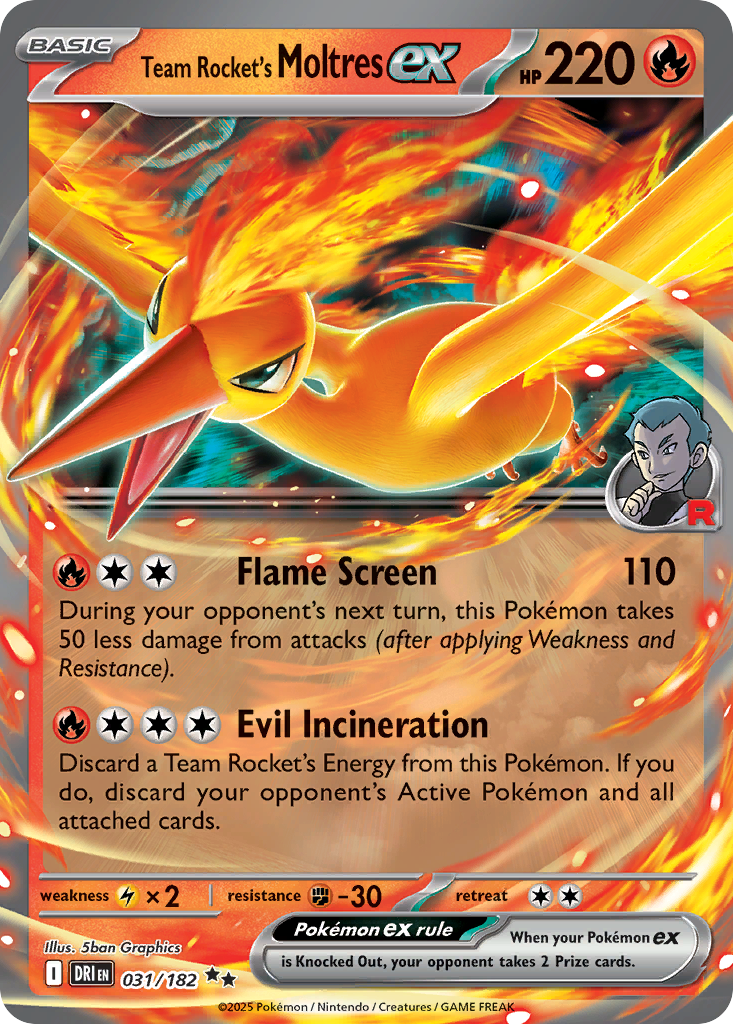 BASIC
Team Rocket's Moltres ex HP 220
R
Flame Screen 110
During your opponent's next turn, this Pokémon takes
50 less damage from attacks (after applying Weakness and
Resistance).
Evil Incineration
Discard a Team Rocket's Energy from this Pokémon. If you
do, discard your opponent's Active Pokémon and all
attached cards.
weakness ×2 resistance -30 retreat
Pokémon ex rule When your Pokémon ex
is Knocked Out, your opponent takes 2 Prize cards.
Illus. 5ban Graphics
I DRI EN 031/182 ★★
©2025 Pokémon / Nintendo / Creatures / GAME FREAK